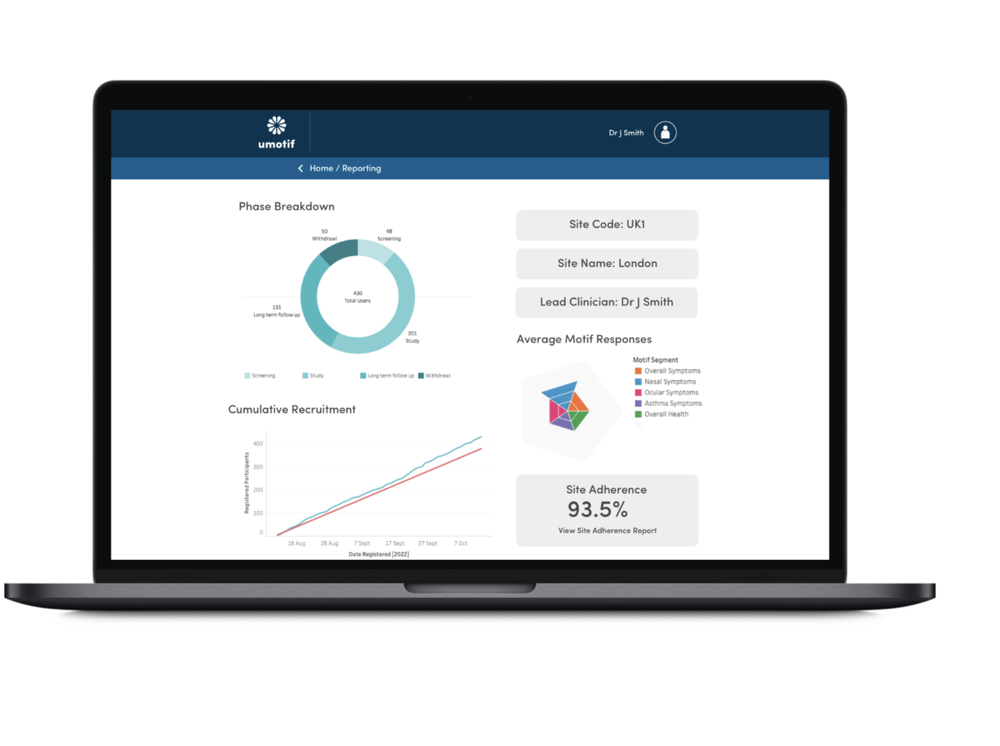 umotif
Dr J Smith
Home / Reporting
Phase Breakdown
50
Withdrawl
48
Screening
430
Total Users
131
Long term follow up
201
Study
Screening
Study
Long term follow up
Withdrawl
Cumulative Recruitment
Registered Participants
400
300
200
100
0
18 Aug
28 Aug
7 Sept
17 Sept
27 Sept
7 Oct
Date Registered [2022]
Site Code: UK1
Site Name: London
Lead Clinician: Dr J Smith
Average Motif Responses
Motif Segment
Overall Symptoms
Nasal Symptoms
Ocular Symptoms
Asthma Symptoms
Overall Health
Site Adherence
93.5%
View Site Adherence Report